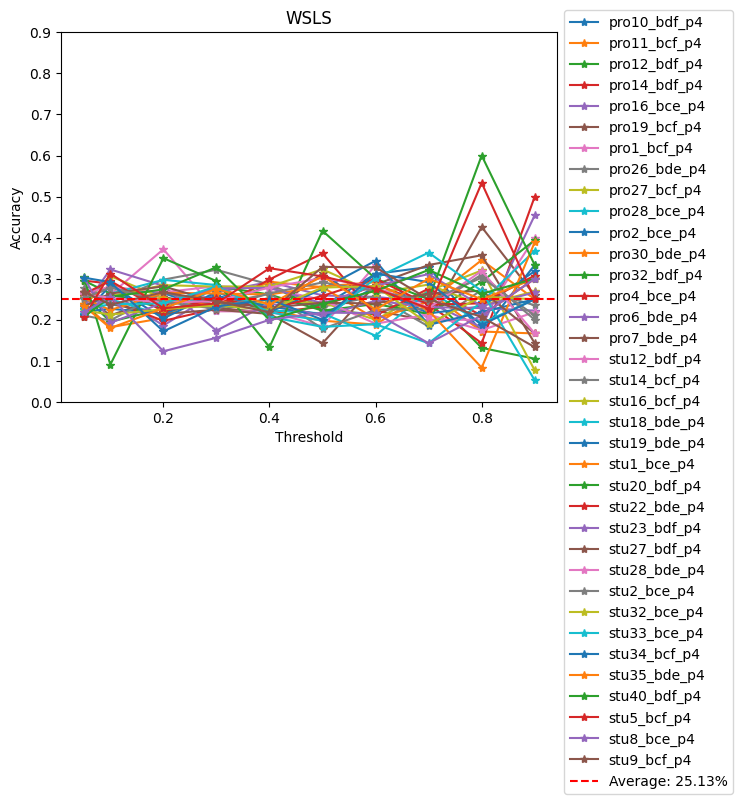 WSLS
Accuracy
0.9
0.8
0.7
0.6
0.5
0.4
0.3
0.2
0.1
0.0
0.2
0.4
0.6
0.8
Threshold
pro10_bdf_p4
pro11_bcf_p4
pro12_bdf_p4
pro14_bdf_p4
pro16_bce_p4
pro19_bcf_p4
pro1_bcf_p4
pro26_bde_p4
pro27_bcf_p4
pro28_bce_p4
pro2_bce_p4
pro30_bde_p4
pro32_bdf_p4
pro4_bce_p4
pro6_bde_p4
pro7_bde_p4
stu12_bdf_p4
stu14_bcf_p4
stu16_bcf_p4
stu18_bde_p4
stu19_bde_p4
stu1_bce_p4
stu20_bdf_p4
stu22_bde_p4
stu23_bdf_p4
stu27_bdf_p4
stu28_bde_p4
stu2_bce_p4
stu32_bce_p4
stu33_bce_p4
stu34_bcf_p4
stu35_bde_p4
stu40_bdf_p4
stu5_bcf_p4
stu8_bce_p4
stu9_bcf_p4
Average: 25.13%